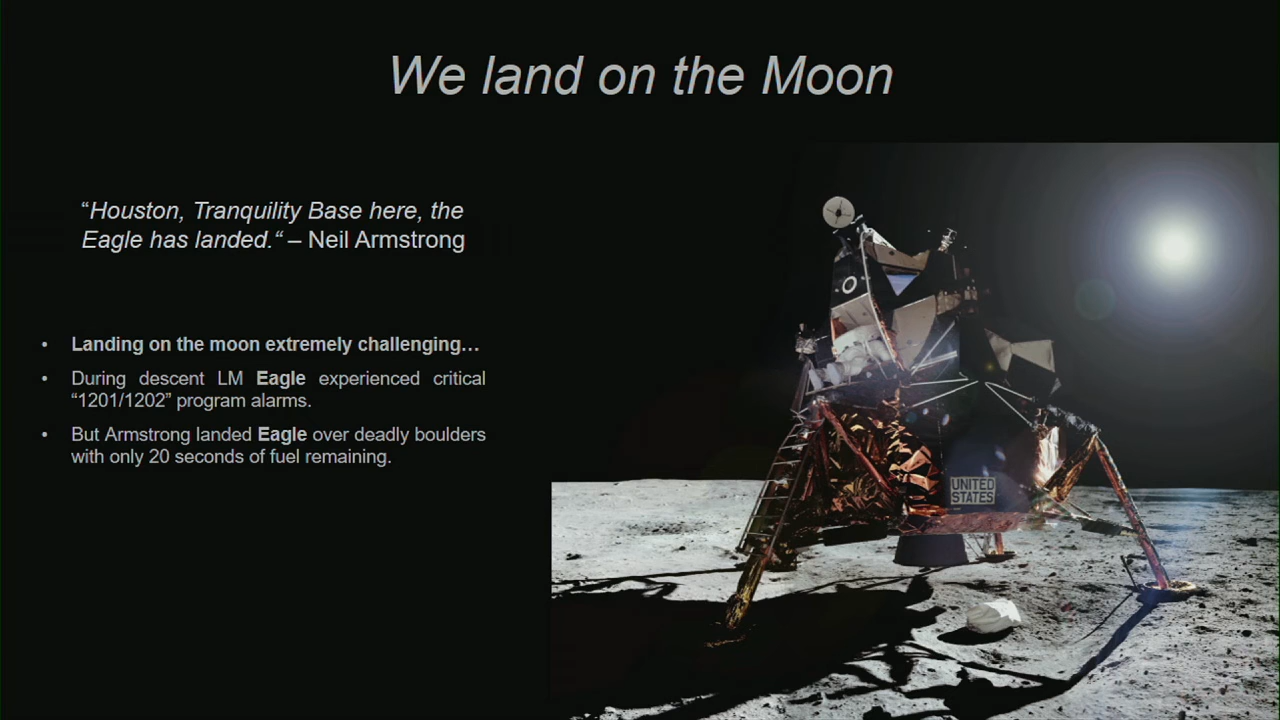 We land on the Moon
“Houston, Tranquility Base here, the
Eagle has landed.“ – Neil Armstrong
• Landing on the moon extremely challenging…
• During descent LM Eagle experienced critical
“1201/1202” program alarms.
• But Armstrong landed Eagle over deadly boulders
with only 20 seconds of fuel remaining.
UNITED
STATES